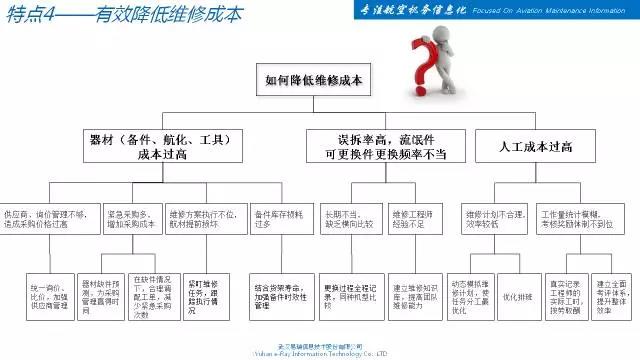 特点4——有效降低维修成本
专注航空机务信息化 Focused On Aviation Maintenance Information
如何降低维修成本
器材（备件、航化、工具）
成本过高
误拆率高，流氓件
可更换件更换频率不当
人工成本过高
供应商、询价管理不够，
造成采购价格过高
紧急采购多，
增加采购成本
维修方案执行不位，
航材提前损坏
备件库存损耗
过多
长期不当，
缺乏横向比较
维修工程师
经验不足
维修计划不合理，
效率较低
工作量统计模糊，
考核奖励体制不到位
统一询价、
比价，加强
供应商管理
器材缺件预
测，为采购
管理赢得时
间
在缺件情况
下，合理调
配工单，减
少紧急采购
次数
紧盯维修
任务，跟
踪执行情
况
结合货架寿命，
加强备件时效性
管理
更换过程全程记
录，同种机型比
较
建立维修知识
库，提高团队
维修能力
动态模拟维
修计划，使
任务分工最
优化
优化排班
真实记录
工程师的
实际工时，
按劳取酬
建立全面
考评体系，
提升整体
效率
武汉易瑞信息技术股份有限公司
Wuhan e-Ray Information Technology Co., LTD